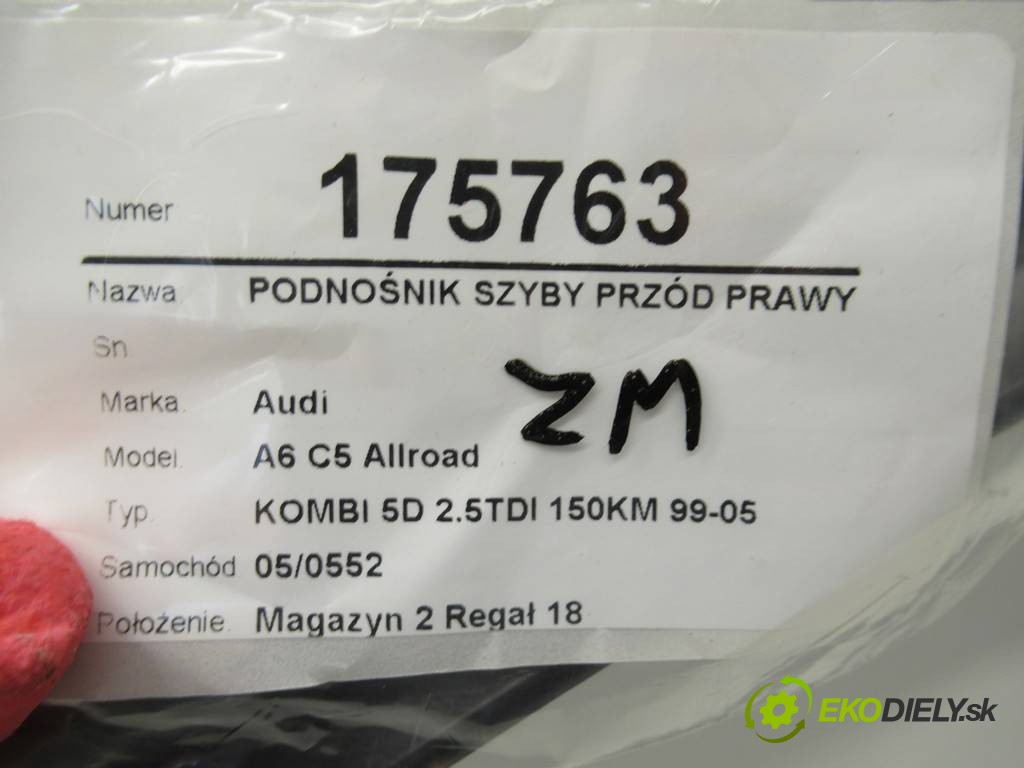 Numer 175763
Nazwa PODNOŚNIK SZYBY PRZÓD PRAWY
Sn
Marka Audi
ZM
Model A6 C5 Allroad
Typ KOMBI 5D 2.5TDI 150KM 99-05
Samochód 05/0552
Położenie Magazyn 2 Regał 18
EKODIELY.sk